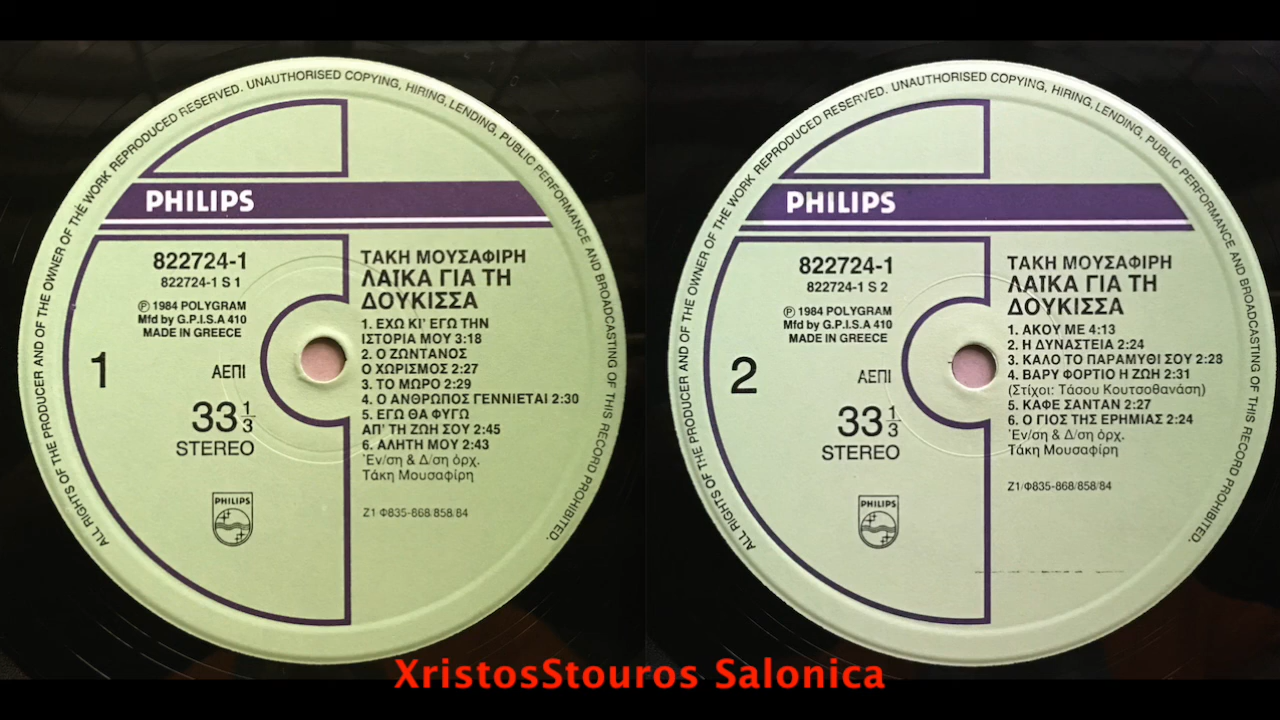 ALL RIGHTS OF THE PRODUCER AND OF THE OWNER OF THE WORK REPRODUCED RESERVED. UNAUTHORISED COPYING, HIRING, LENDING, PUBLIC PERFORMANCE AND BROADCASTING OF THIS RECORD PROHIBITED.
PHILIPS
822724-1
822724-1 S 1
℗ 1984 POLYGRAM
Mfd by G.P.I.S.A 410
MADE IN GREECE
1
ΑΕΠΙ
33 1/3
STEREO
PHILIPS
ΤΑΚΗ ΜΟΥΣΑΦΙΡΗ
ΛΑΪΚΑ ΓΙΑ ΤΗ
ΔΟΥΚΙΣΣΑ
1. ΕΧΩ ΚΙ' ΕΓΩ ΤΗΝ
ΙΣΤΟΡΙΑ ΜΟΥ 3:18
2. Ο ΖΩΝΤΑΝΟΣ
Ο ΧΩΡΙΣΜΟΣ 2:27
3. ΤΟ ΜΩΡΟ 2:29
4. Ο ΑΝΘΡΩΠΟΣ ΓΕΝΝΙΕΤΑΙ 2:30
5. ΕΓΩ ΘΑ ΦΥΓΩ
ΑΠ' ΤΗ ΖΩΗ ΣΟΥ 2:45
6. ΑΛΗΤΗ ΜΟΥ 2:43
Ἐν/ση & Δ/ση ὀρχ.
Τάκη Μουσαφίρη
Ζ1 Φ835-868/858/84
ALL RIGHTS OF THE PRODUCER AND OF THE OWNER OF THE WORK REPRODUCED RESERVED. UNAUTHORISED COPYING, HIRING, LENDING, PUBLIC PERFORMANCE AND BROADCASTING OF THIS RECORD PROHIBITED.
PHILIPS
822724-1
822724-1 S 2
℗ 1984 POLYGRAM
Mfd by G.P.I.S.A 410
MADE IN GREECE
2
ΑΕΠΙ
33 1/3
STEREO
PHILIPS
ΤΑΚΗ ΜΟΥΣΑΦΙΡΗ
ΛΑΪΚΑ ΓΙΑ ΤΗ
ΔΟΥΚΙΣΣΑ
1. ΑΚΟΥ ΜΕ 4:13
2. Η ΔΥΝΑΣΤΕΙΑ 2:24
3. ΚΑΛΟ ΤΟ ΠΑΡΑΜΥΘΙ ΣΟΥ 2:28
4. ΒΑΡΥ ΦΟΡΤΙΟ Η ΖΩΗ 2:31
(Στίχοι: Τάσου Κουτσοθανάση)
5. ΚΑΦΕ ΣΑΝΤΑΝ 2:27
6. Ο ΓΙΟΣ ΤΗΣ ΕΡΗΜΙΑΣ 2:24
Ἐν/ση & Δ/ση ὀρχ.
Τάκη Μουσαφίρη
Ζ1/Φ835-868/858/84
XristosStouros Salonica